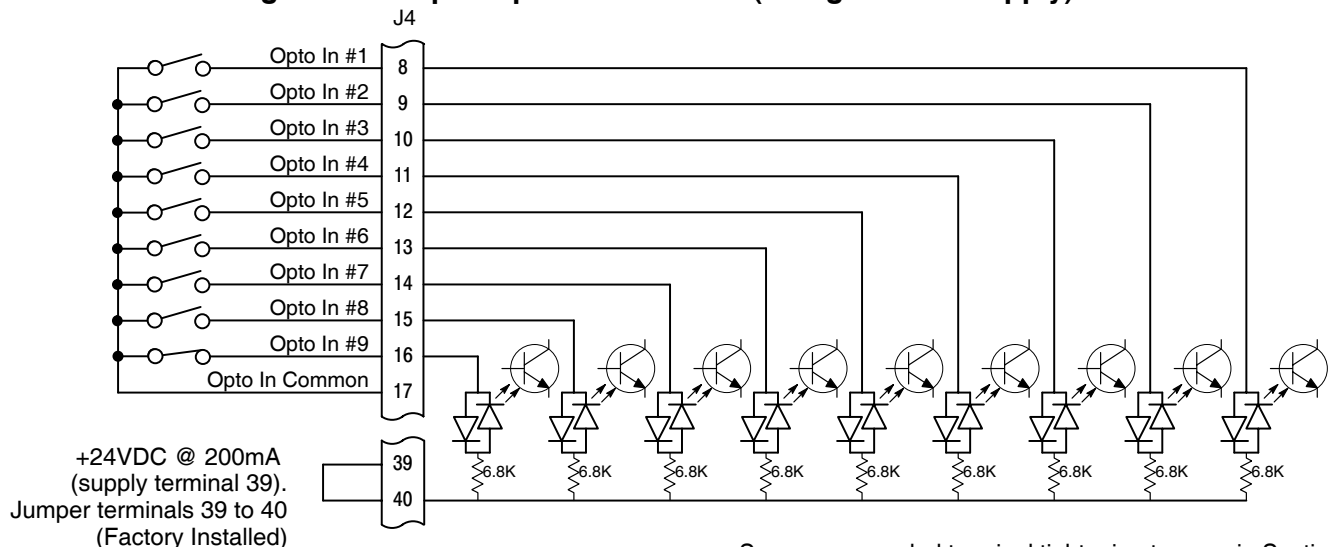 J4
Opto In #1
8
Opto In #2
9
Opto In #3
10
Opto In #4
11
Opto In #5
12
Opto In #6
13
Opto In #7
14
Opto In #8
15
Opto In #9
16
Opto In Common
17
+24VDC @ 200mA
(supply terminal 39).
Jumper terminals 39 to 40
(Factory Installed)
39
40
6.8K
6.8K
6.8K
6.8K
6.8K
6.8K
6.8K
6.8K
6.8K